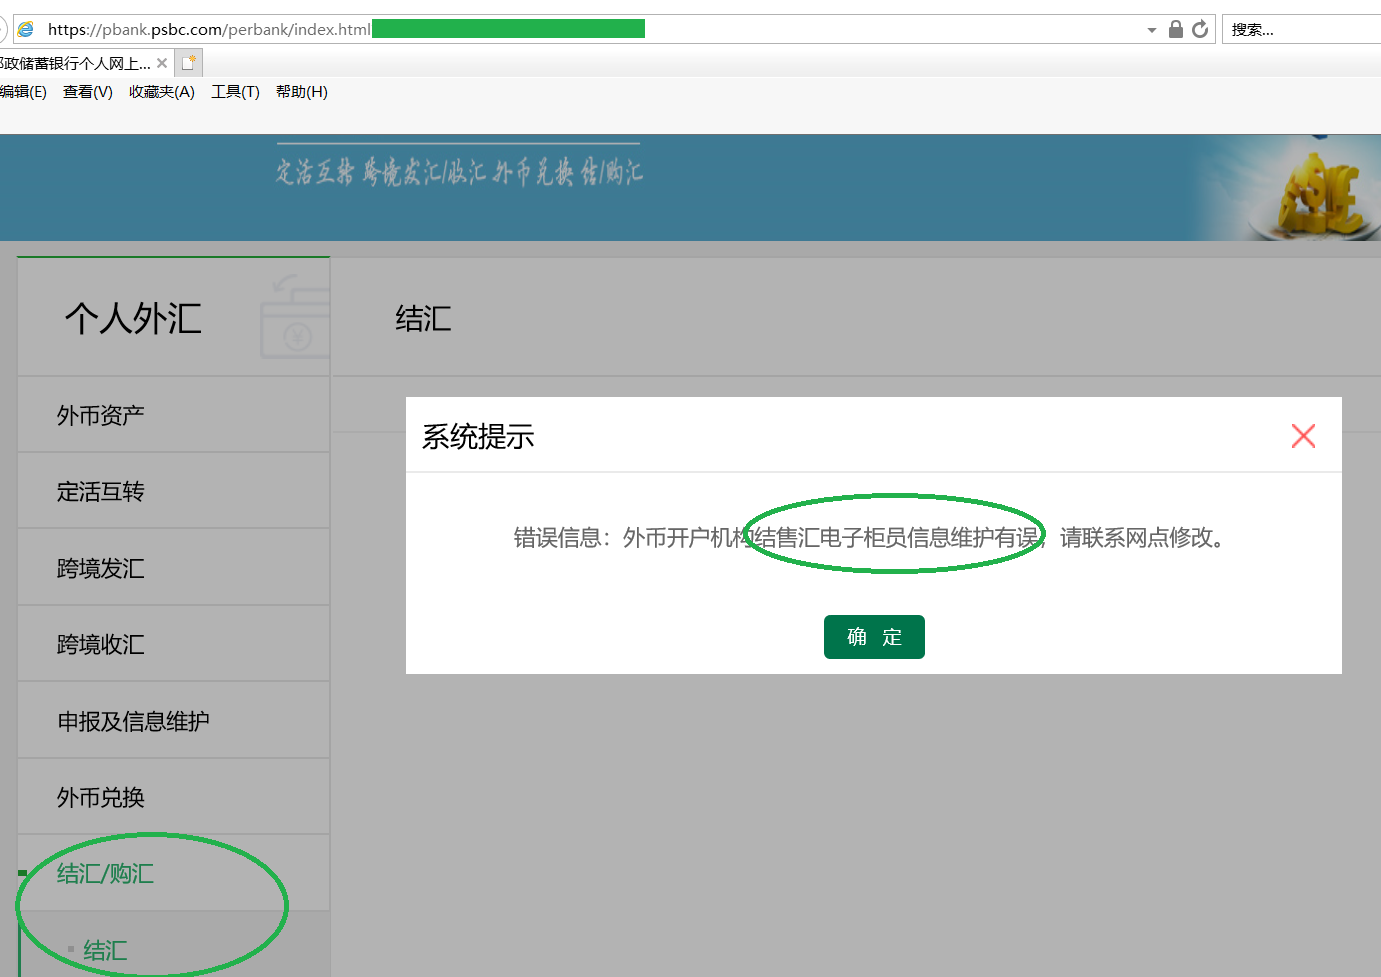 https://pbank.psbc.com/perbank/index.html
搜索...
政储蓄银行个人网上...
编辑(E) 查看(V) 收藏夹(A) 工具(T) 帮助(H)
定活互转 跨境发汇/收汇 外币兑换 结/购汇
个人外汇
结汇
外币资产
系统提示
定活互转
错误信息：外币开户机构结售汇电子柜员信息维护有误，请联系网点修改。
跨境发汇
确 定
跨境收汇
申报及信息维护
外币兑换
结汇/购汇
结汇